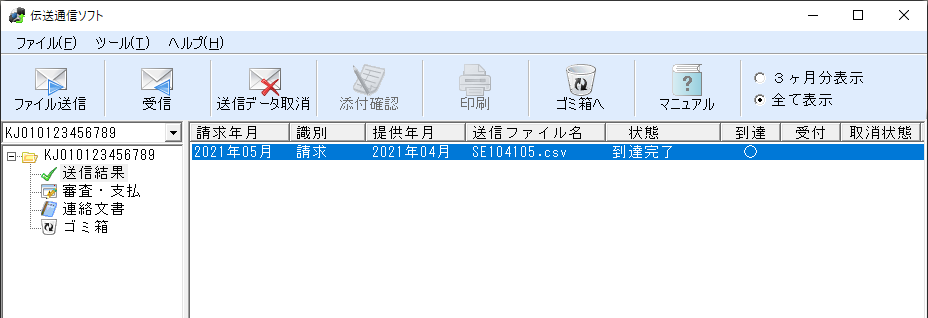 伝送通信ソフト
ファイル(F) ツール(T) ヘルプ(H)
ファイル送信 受信 送信データ取消 添付確認 印刷 ゴミ箱へ ? マニュアル
３ヶ月分表示
全て表示
KJ010123456789
請求年月 識別 提供年月 送信ファイル名 状態 到達 受付 取消状態
2021年05月 請求 2021年04月 SE104105.csv 到達完了 ○
KJ010123456789
送信結果
審査・支払
連絡文書
ゴミ箱